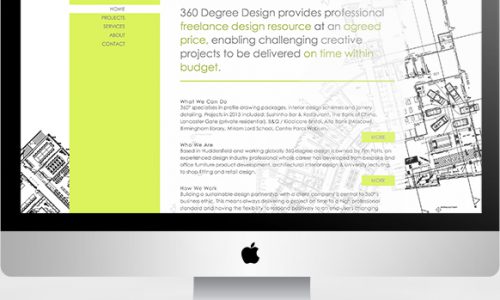 HOME
PROJECTS
SERVICES
ABOUT
CONTACT
360 Degree Design provides professional
freelance design resource at an agreed
price, enabling challenging creative
projects to be delivered on time within
budget.
What We Can Do
360° specialises in profile drawing packages, interior design schemes and joinery
detailing. Projects in 2013 included: Sushinho Bar & Restaurant, The Bank of China,
Lancaster Gate (private residential), B&Q / Kiddicare Bristol, Alfa Bank (Moscow),
Birmingham library, Miriam Lord School, Center Parcs Woburn.
MORE
Who We Are
Based in Huddersfield and working globally 360 degree design is owned by Tim Potts, an
experienced design industry professional whose career has developed from bespoke and
office furniture product development, architectural interior design & university lecturing,
to shop fitting and retail design.
MORE
How We Work
Building a sustainable design partnership with a client company is central to 360°'s
business ethic. This means always delivering a project on time to a high professional
standard and having the flexibility to respond positively to an end-users changing